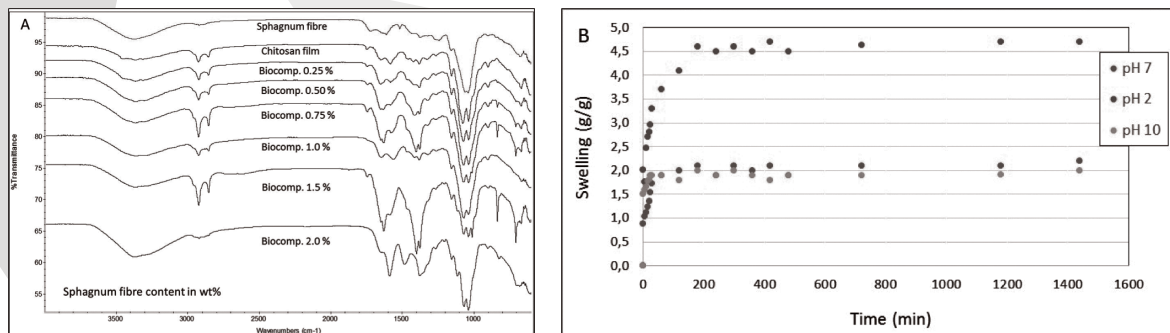 A
Sphagnum fibre
Chitosan film
Biocomp. 0.25 %
Biocomp. 0.50 %
Biocomp. 0.75 %
Biocomp. 1.0 %
Biocomp. 1.5 %
Biocomp. 2.0 %
Sphagnum fibre content in wt%
%Transmittance
95
90
85
80
75
70
65
60
55
3500 3000 2500 2000 1500 1000
Wavenumbers (cm-1)
B
Swelling (g/g)
5,0
4,5
4,0
3,5
3,0
2,5
2,0
1,5
1,0
0,5
0,0
0 200 400 600 800 1000 1200 1400 1600
Time (min)
pH 7
pH 2
pH 10